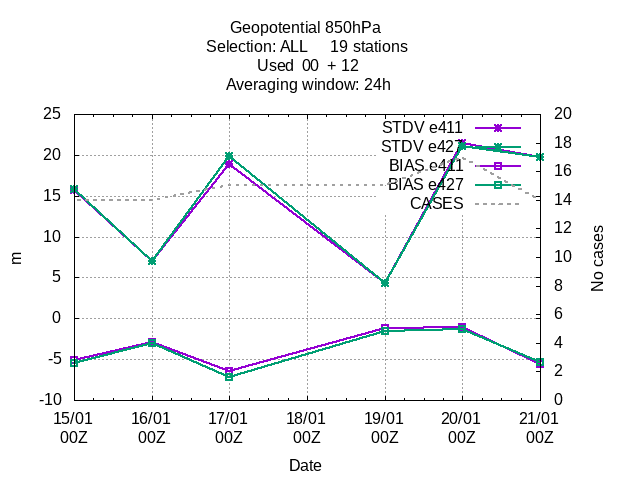 Geopotential 850hPa
Selection: ALL 19 stations
Used 00 + 12
Averaging window: 24h
25
20
15
10
5
0
-5
-10
20
18
16
14
12
10
8
6
4
2
0
STDV e411
STDV e427
BIAS e411
BIAS e427
CASES
m
No cases
15/01 16/01 17/01 18/01 19/01 20/01 21/01
00Z 00Z 00Z 00Z 00Z 00Z 00Z
Date